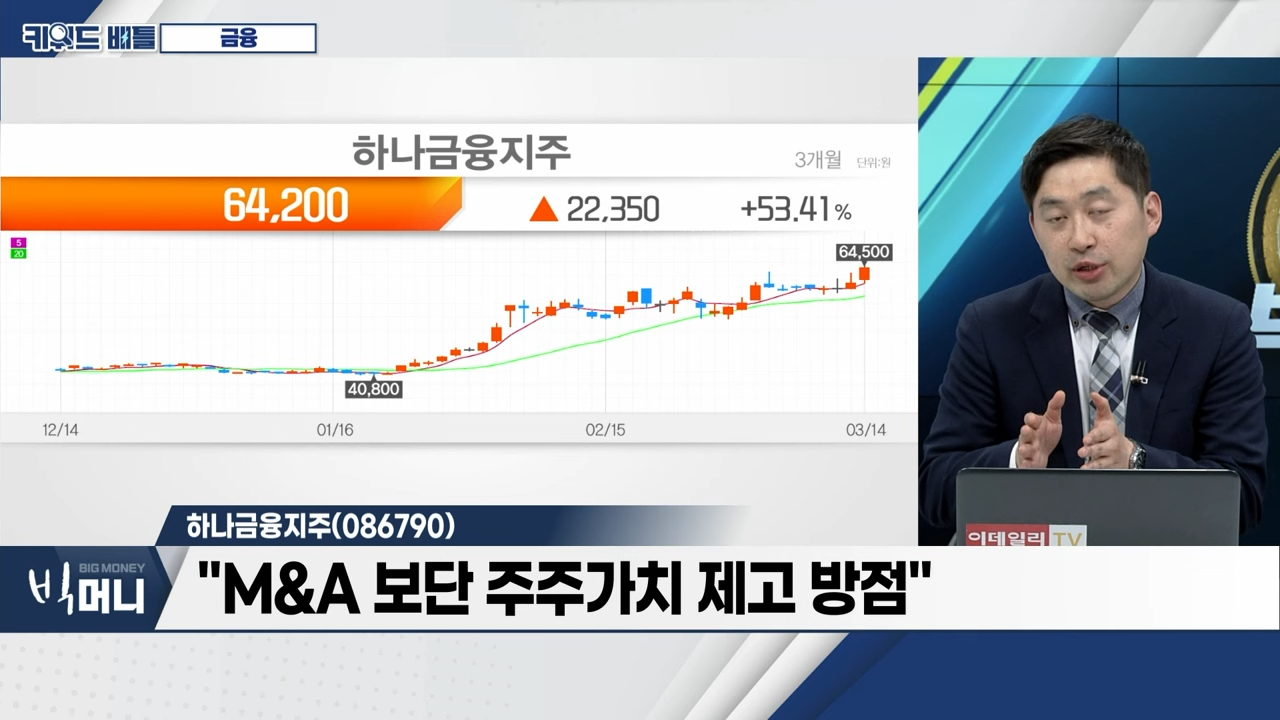 키워드 배틀
금융
하나금융지주
3개월 단위:원
64,200
▲ 22,350
+53.41%
5
20
64,500
40,800
12/14
01/16
02/15
03/14
하나금융지주(086790)
이데일리 TV
BIG MONEY
빅머니
"M&A 보단 주주가치 제고 방점"